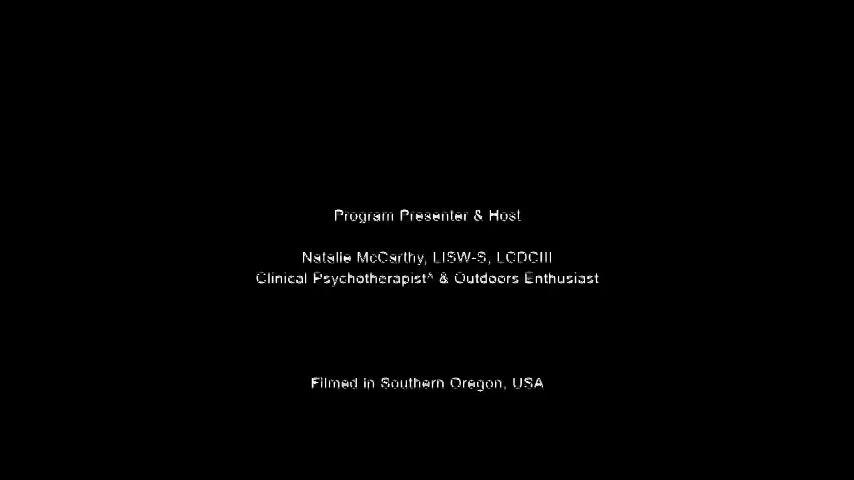 Program Presenter & Host
Natalie McCarthy, LISW-S, LCDCIII
Clinical Psychotherapist^ & Outdoors Enthusiast
Filmed in Southern Oregon, USA